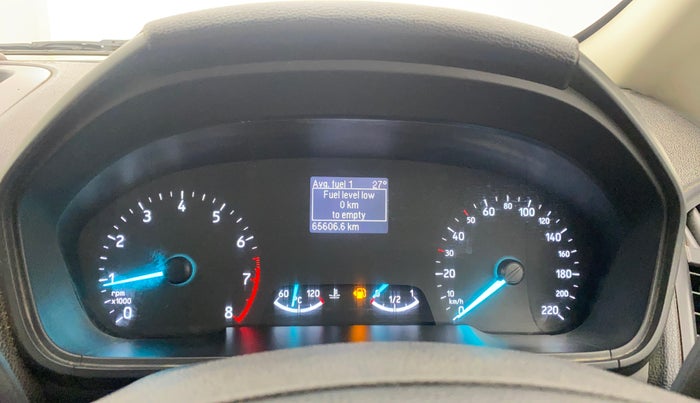 Avg. fuel 1 27°
Fuel level low
0 km
to empty
65606.6 km
0 1 2 3 4 5 6 7 8
rpm
x1000
60 120
°C
0 1/2 1
0 10 20 30 40 50 60 80 100 120 140 160 180 200 220
km/h